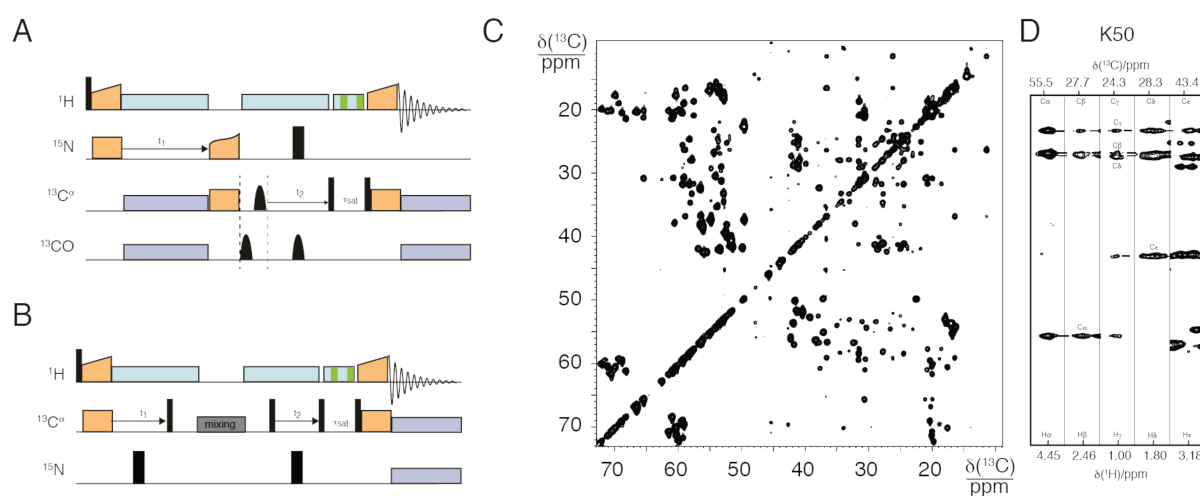 A
¹H
¹⁵N
t₁
¹³Cᵅ
t₂
τsat
¹³CO
B
¹H
¹³Cᵅ
t₁
mixing
t₂
τsat
¹⁵N
C
δ(¹³C)
ppm
20
30
40
50
60
70
70 60 50 40 30 20
δ(¹³C)
ppm
D
K50
δ(¹³C)/ppm
55.5 27.7 24.3 28.3 43.4
Cα Cβ Cγ Cδ Cε
Cγ
Cβ
Cδ
Cε
Cα
Hα Hβ Hγ Hδ Hε
4.45 2.46 1.00 1.80 3.18
δ(¹H)/ppm